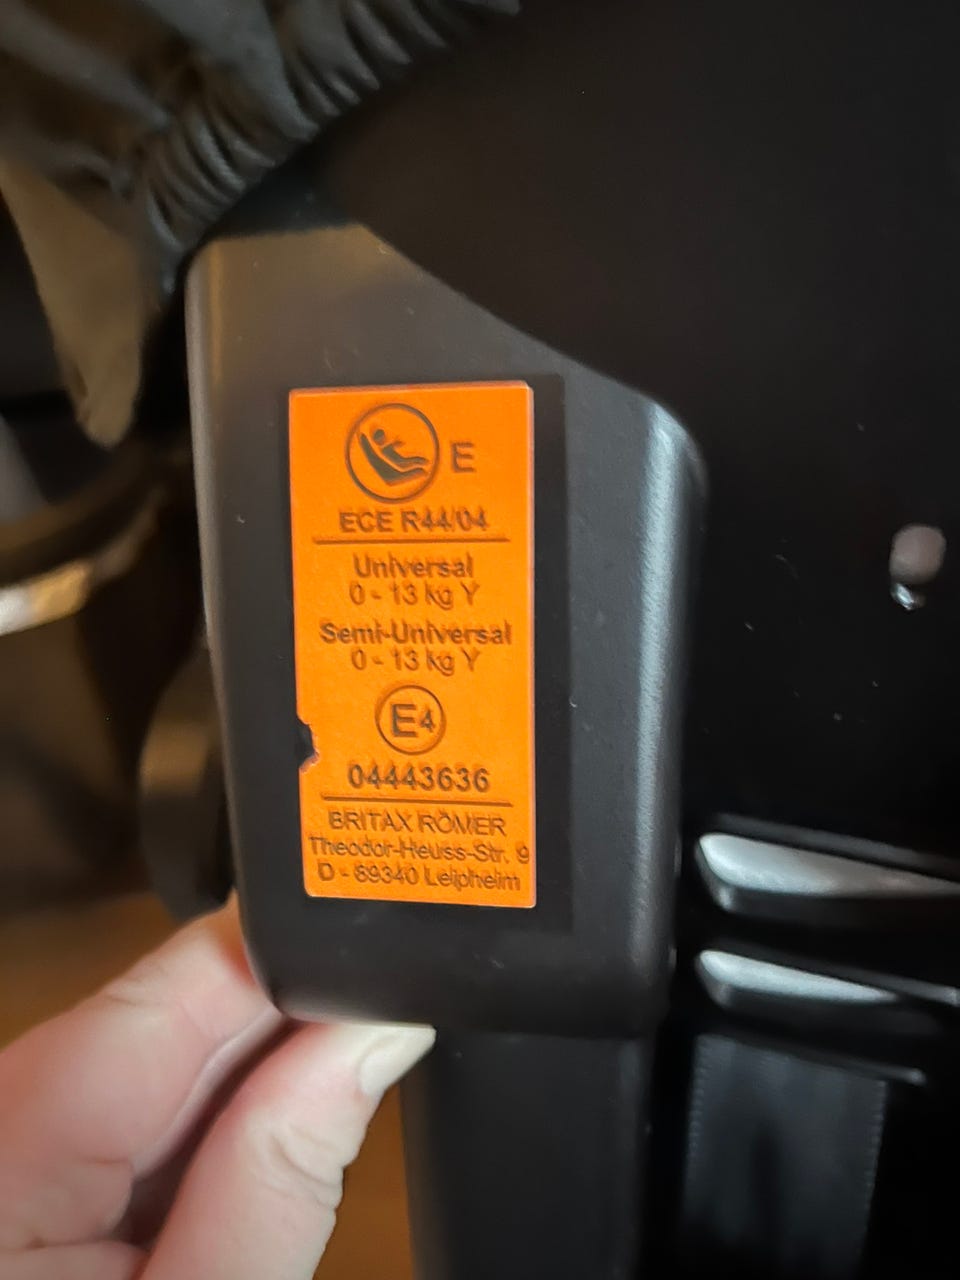 E
ECE R44/04
Universal
0 - 13 kg Y
Semi-Universal
0 - 13 kg Y
E4
04443636
BRITAX RÖMER
Theodor-Heuss-Str. 9
D - 89340 Leipheim